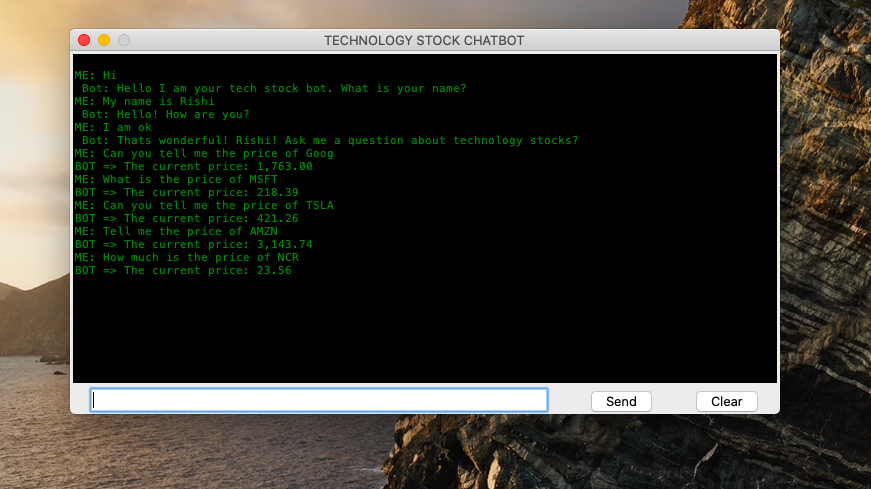 TECHNOLOGY STOCK CHATBOT
ME: Hi
Bot: Hello I am your tech stock bot. What is your name?
ME: My name is Rishi
Bot: Hello! How are you?
ME: I am ok
Bot: Thats wonderful! Rishi! Ask me a question about technology stocks?
ME: Can you tell me the price of Goog
BOT => The current price: 1,763.00
ME: What is the price of MSFT
BOT => The current price: 218.39
ME: Can you tell me the price of TSLA
BOT => The current price: 421.26
ME: Tell me the price of AMZN
BOT => The current price: 3,143.74
ME: How much is the price of NCR
BOT => The current price: 23.56
Send Clear